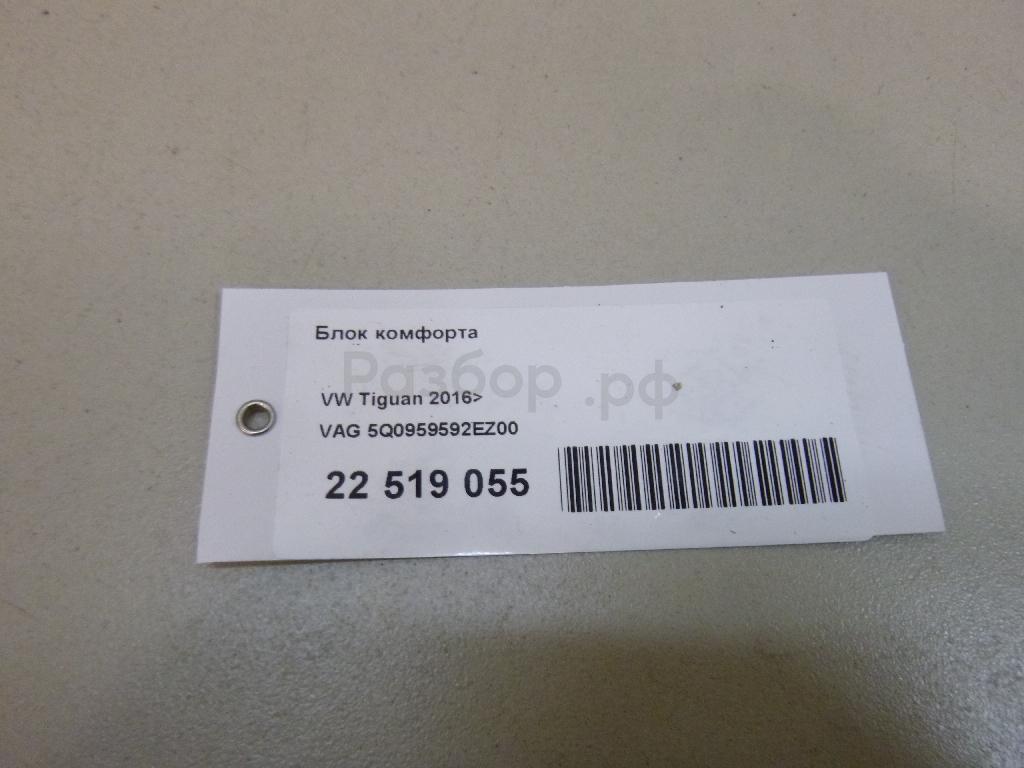 Блок комфорта
Разбор.рф
VW Tiguan 2016>
VAG 5Q0959592EZ00
22 519 055